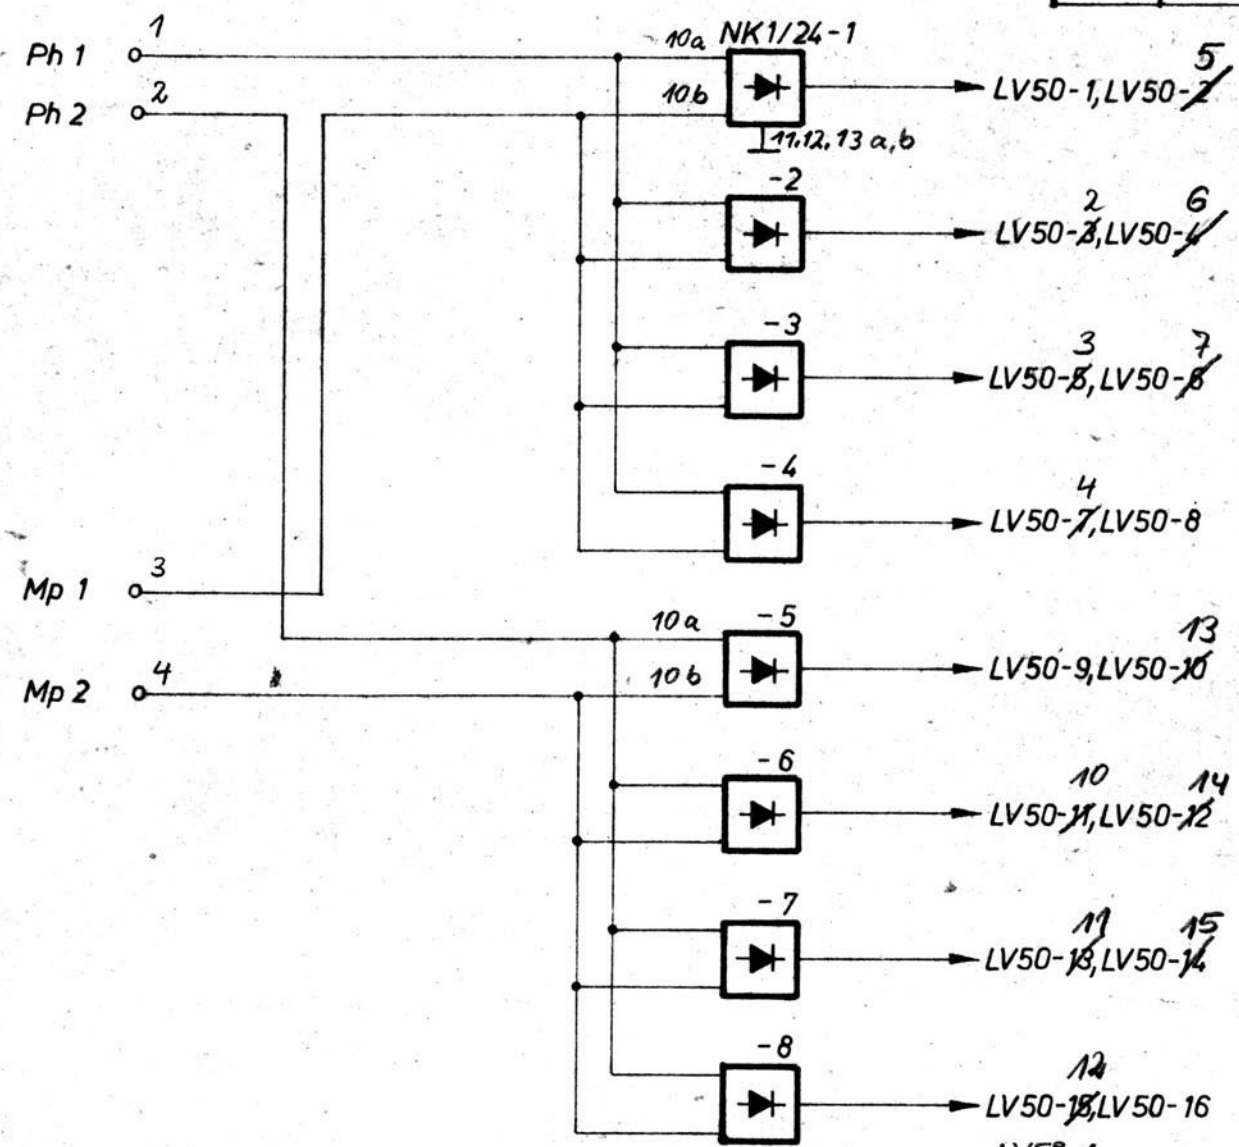 Ph 1 1 10a NK1/24-1
5
LV50-1,LV50-2
Ph 2 2 10b
11,12,13 a,b
-2
2 6
LV50-3,LV50-4
-3
3 7
LV50-5,LV50-6
-4
4
LV50-7,LV50-8
Mp 1 3
10a -5
13
LV50-9,LV50-10
Mp 2 4 10b
-6
10 14
LV50-11,LV50-12
-7
11 15
LV50-13,LV50-14
-8
12
LV50-15,LV50-16